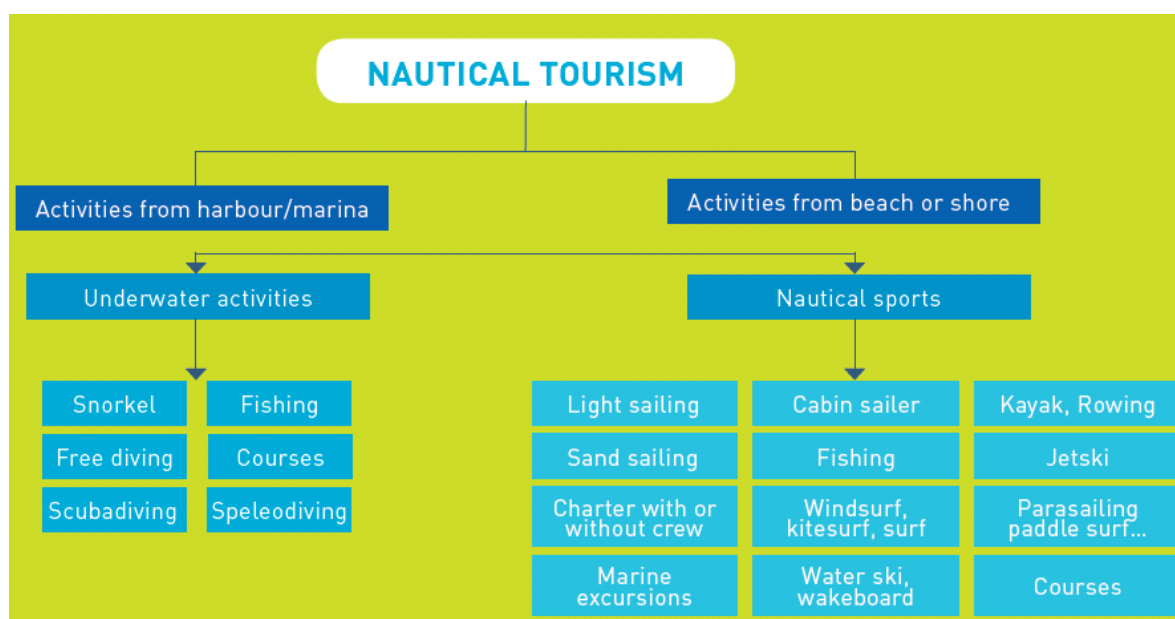 NAUTICAL TOURISM
Activities from harbour/marina
Activities from beach or shore
Underwater activities
Nautical sports
Snorkel
Fishing
Free diving
Courses
Scubadiving
Speleodiving
Light sailing
Cabin sailer
Kayak, Rowing
Sand sailing
Fishing
Jetski
Charter with or
without crew
Windsurf,
kitesurf, surf
Parasailing
paddle surf...
Marine
excursions
Water ski,
wakeboard
Courses